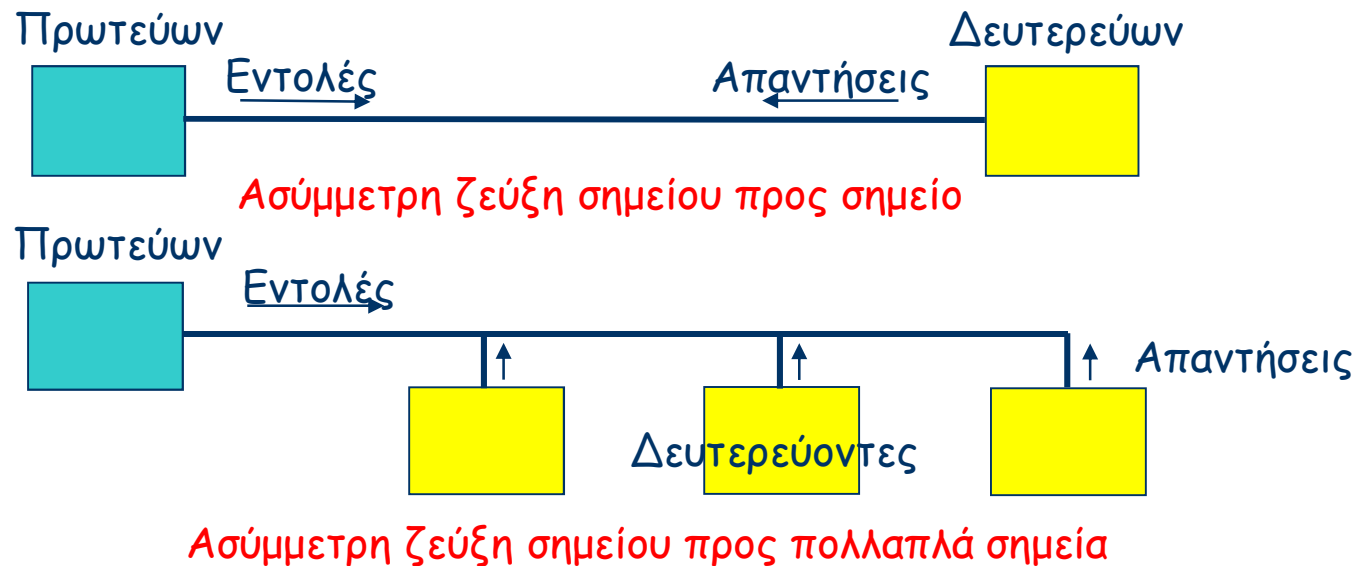 Πρωτεύων
Δευτερεύων
Εντολές
Απαντήσεις
Ασύμμετρη ζεύξη σημείου προς σημείο
Πρωτεύων
Εντολές
Απαντήσεις
Δευτερεύοντες
Ασύμμετρη ζεύξη σημείου προς πολλαπλά σημεία